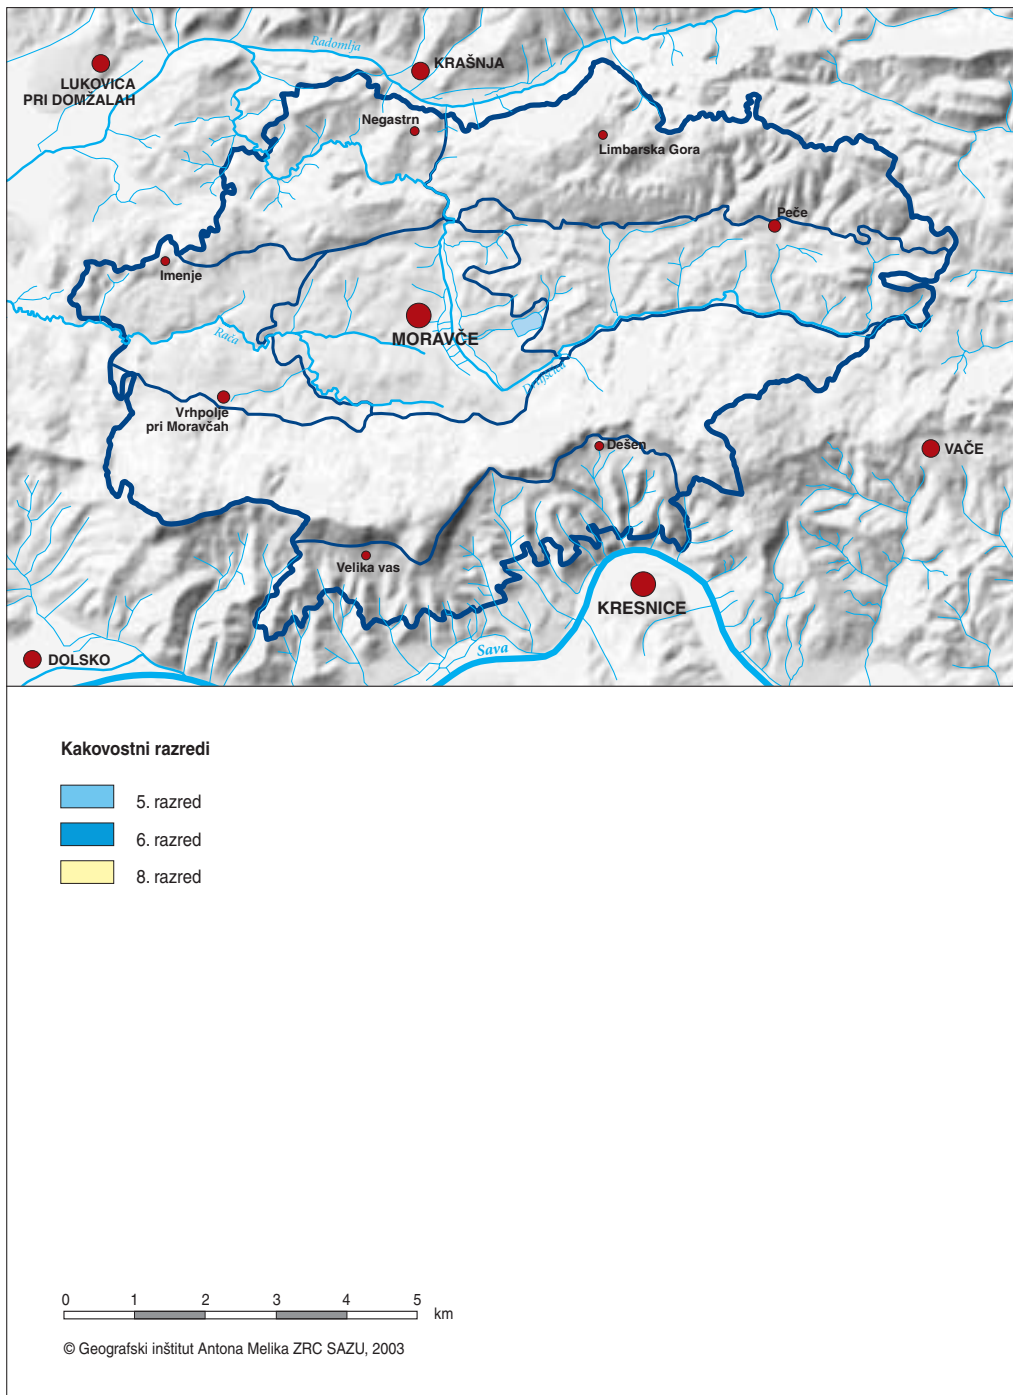 Radomlja
KRAŠNJA
LUKOVICA
PRI DOMŽALAH
Negastrn
Limbarska Gora
Peče
Imenje
MORAVČE
Rača
Drtijščica
Vrhpolje
pri Moravčah
Dešen
VAČE
Velika vas
KRESNICE
Sava
DOLSKO
Kakovostni razredi
5. razred
6. razred
8. razred
0 1 2 3 4 5
km
© Geografski inštitut Antona Melika ZRC SAZU, 2003